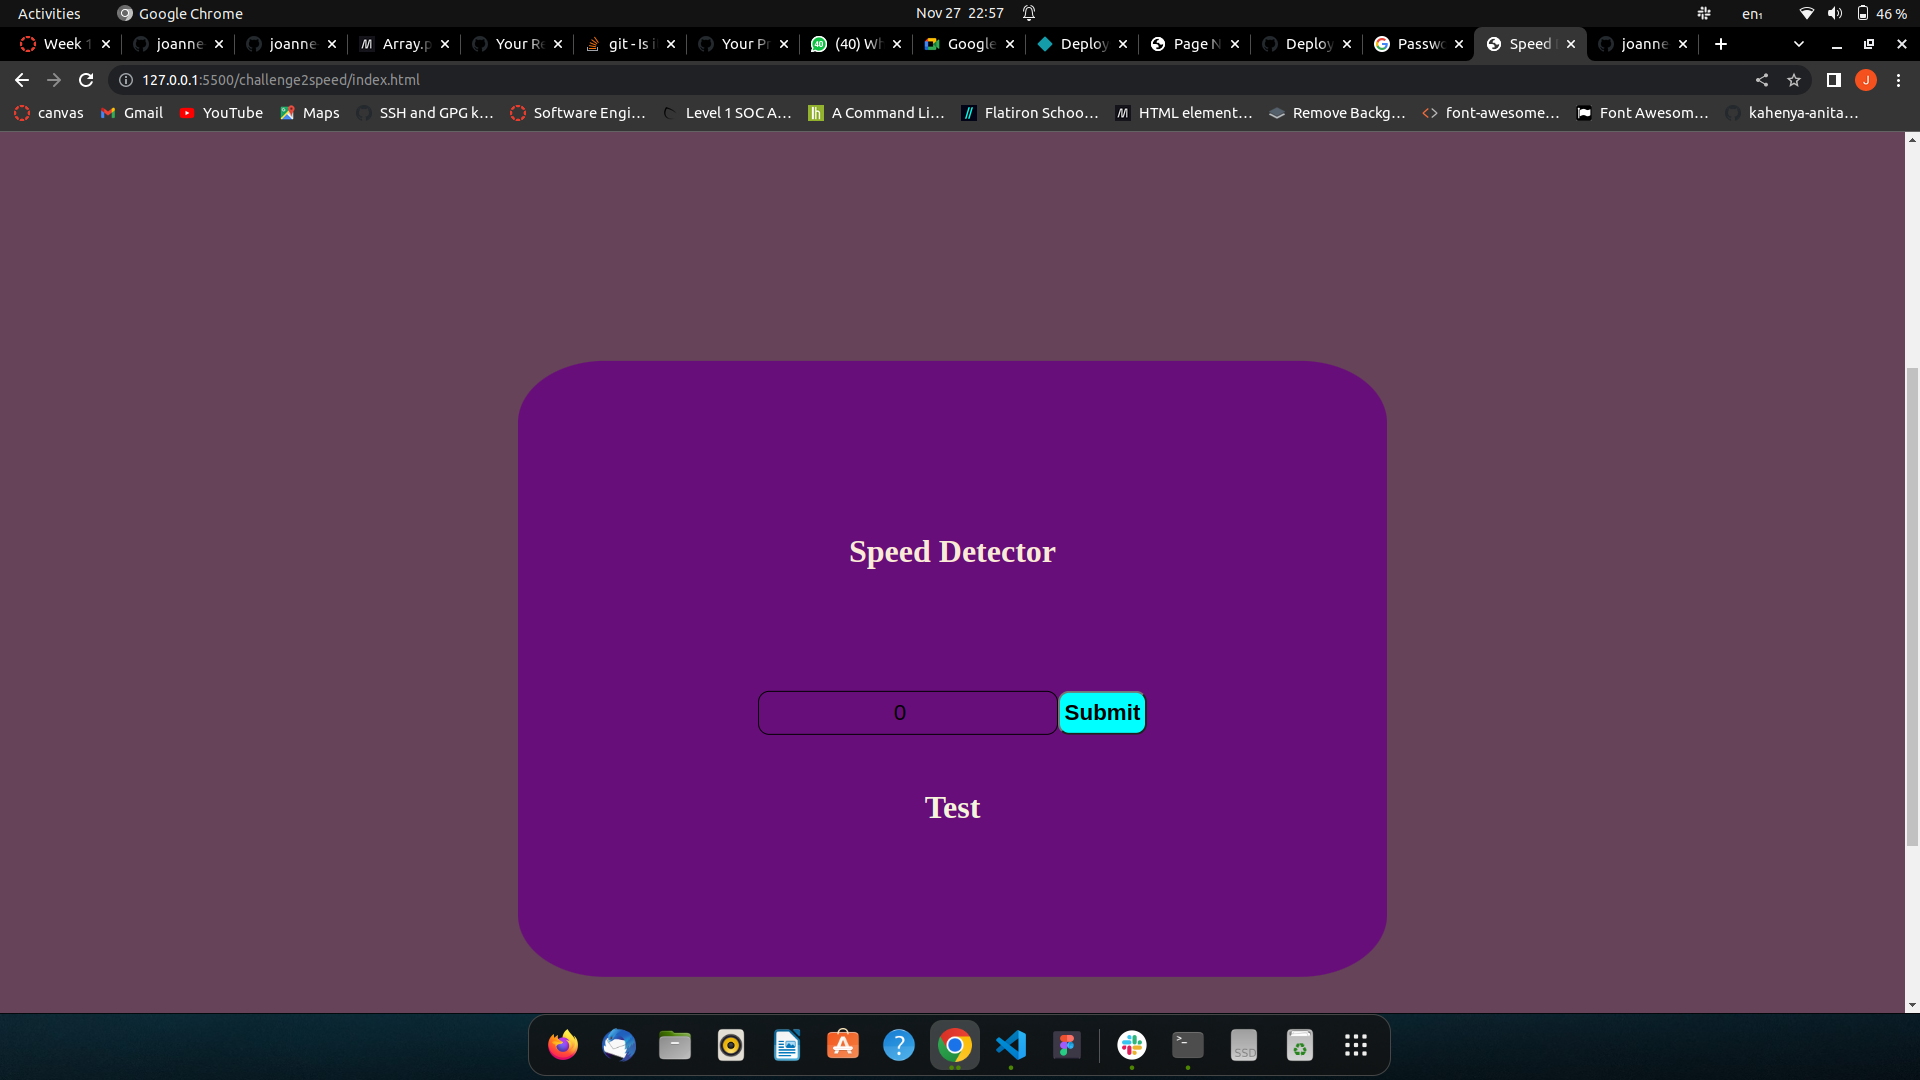 Activities Google Chrome Nov 27 22:57 en₁ 46 %
Week joanne joanne Array.p Your git - Is Your (40) Google Deploy Page N Deploy Passw Speed joanne
127.0.0.1:5500/challenge2speed/index.html J
canvas Gmail YouTube Maps SSH and GPG k... Software Engi... Level 1 SOC A... A Command Li... Flatiron Schoo... HTML element... Remove Backg... font-awesome... Font Awesom... kahenya-anita...
Speed Detector
0 Submit
Test
SSD